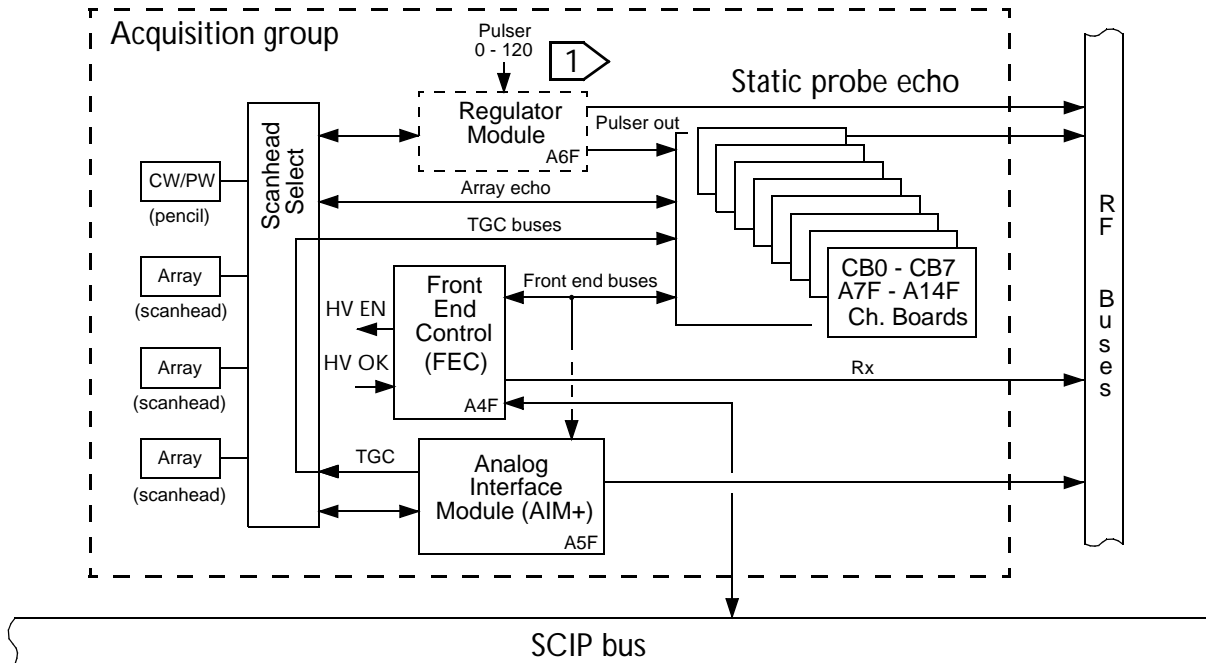 Acquisition group
Pulser
0 - 120
1
Static probe echo
Regulator
Module
A6F
Pulser out
Scanhead
Select
CW/PW
(pencil)
Array echo
TGC buses
Array
(scanhead)
Front
End
Control
(FEC)
A4F
HV EN
HV OK
Front end buses
CB0 - CB7
A7F - A14F
Ch. Boards
Rx
Array
(scanhead)
TGC
Array
(scanhead)
Analog
Interface
Module (AIM+)
A5F
RF Buses
SCIP bus